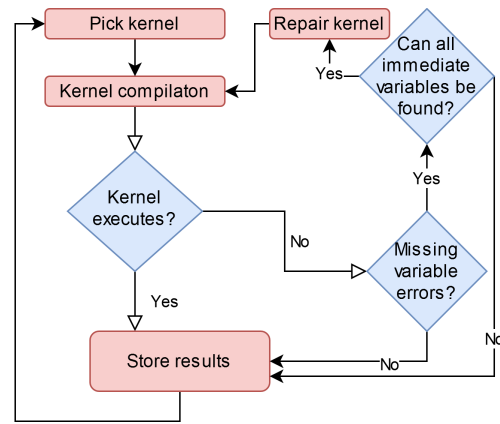 Pick kernel
Repair kernel
Can all
immediate
variables be
found?
Yes
Kernel compilaton
Yes
Kernel
executes?
No
Missing
variable
errors?
Yes
No
No
Store results